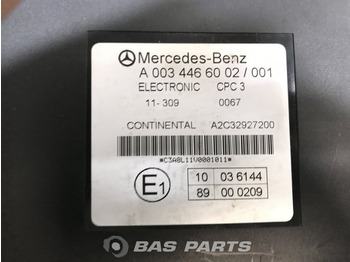 Mercedes-Benz
A 003 446 60 02 / 001
ELECTRONIC CPC 3
11- 309 0067
CONTINENTAL A2C32927200
*C3A8L11V0001011*
E1
10 03 6144
89 00 0209
BAS PARTS